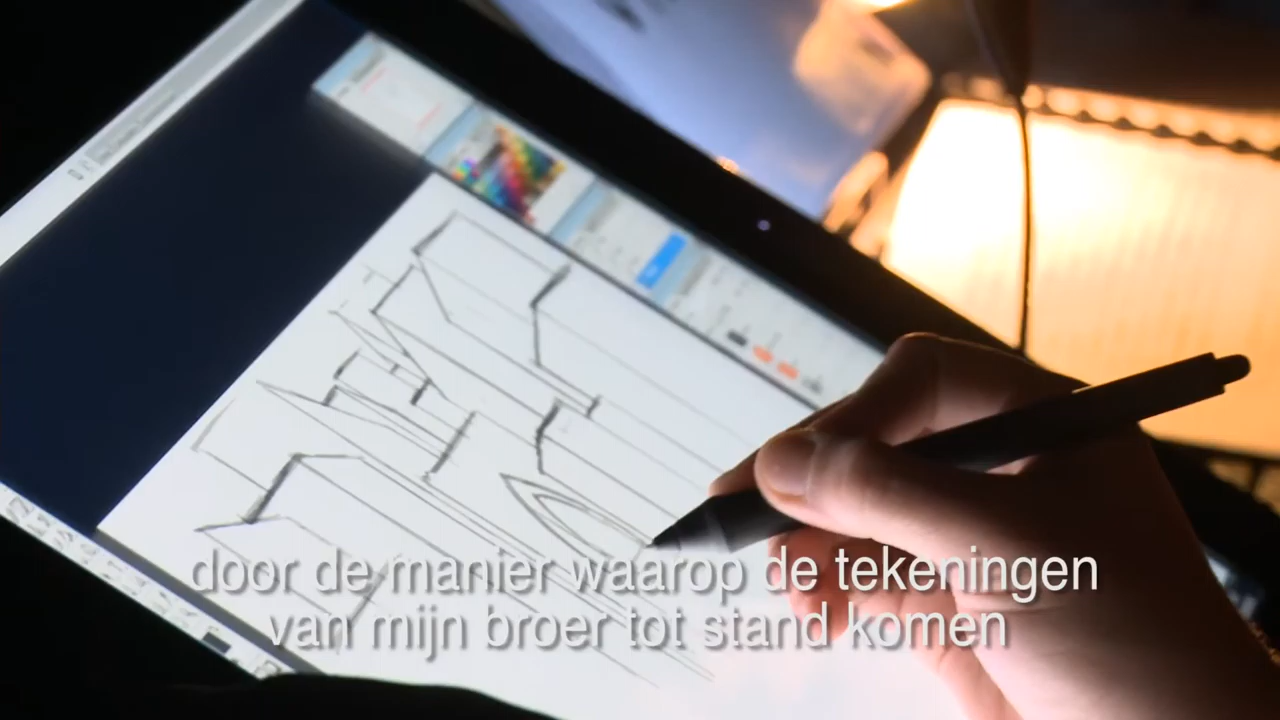 door de manier waarop de tekeningen
van mijn broer tot stand komen